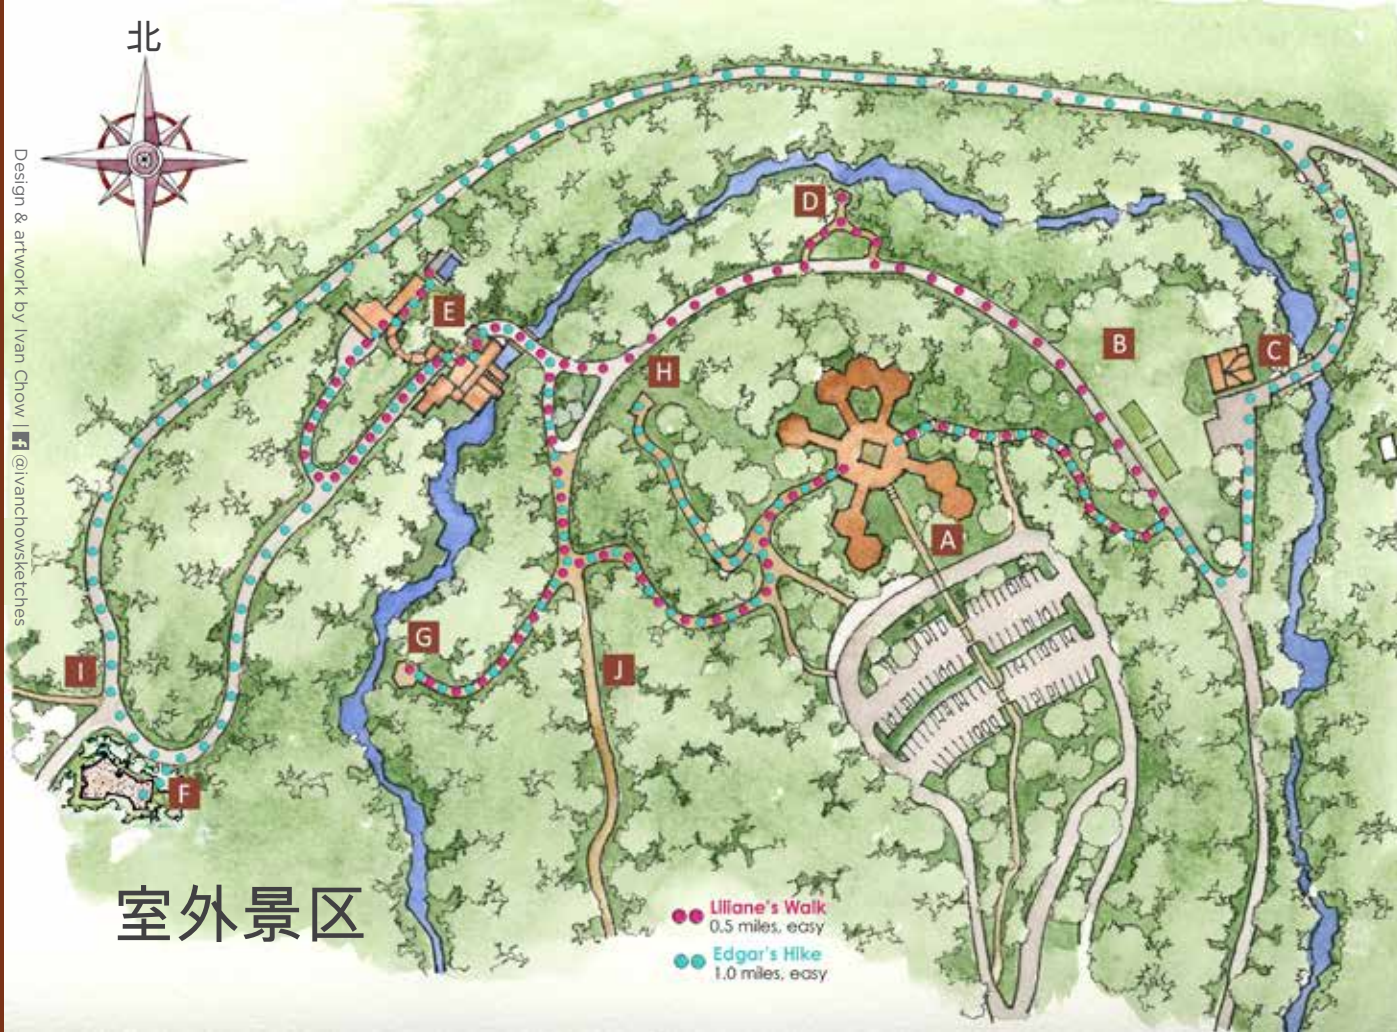 北
Design & artwork by Ivan Chow | f @ivanchowsketches
D
E
B
C
H
A
G
I
J
F
室外景区
Liliane's Walk
0.5 miles, easy
Edgar's Hike
1.0 miles, easy